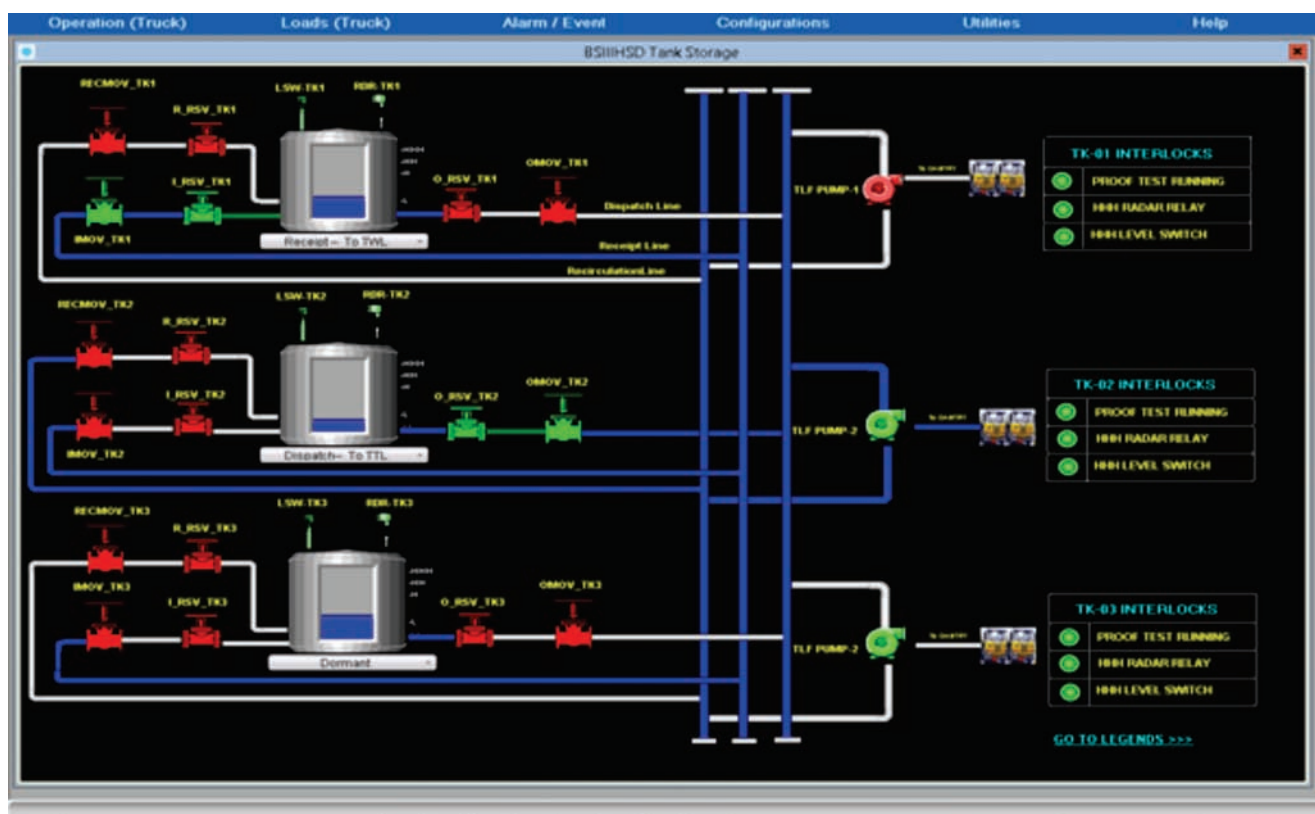 Operation (Truck) Loads (Truck) Alarm / Event Configurations Utilities Help
BSIIIHSD Tank Storage
RECMOV_TK1
R_RSV_TK1
LSW-TK1
RDR-TK1
I_RSV_TK1
IMOV_TK1
O_RSV_TK1
OMOV_TK1
Receipt-- To TWL
Dispatch Line
Receipt Line
RecirculationLine
TLF PUMP-1
TK-01 INTERLOCKS
PROOF TEST RUNNING
HHH RADAR RELAY
HHH LEVEL SWITCH
RECMOV_TK2
R_RSV_TK2
LSW-TK2
RDR-TK2
I_RSV_TK2
IMOV_TK2
O_RSV_TK2
OMOV_TK2
Dispatch-- To TTL
TLF PUMP-2
TK-02 INTERLOCKS
PROOF TEST RUNNING
HHH RADAR RELAY
HHH LEVEL SWITCH
RECMOV_TK3
R_RSV_TK3
LSW-TK3
RDR-TK3
IMOV_TK3
I_RSV_TK3
O_RSV_TK3
OMOV_TK3
Dormant
TLF PUMP-2
TK-03 INTERLOCKS
PROOF TEST RUNNING
HHH RADAR RELAY
HHH LEVEL SWITCH
GO TO LEGENDS >>>